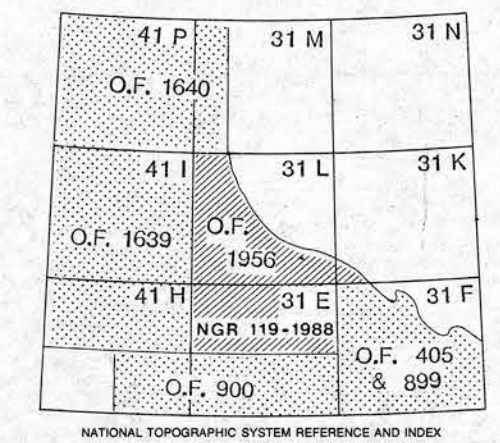 41 P
31 M
31 N
O.F. 1640
41 I
31 L
31 K
O.F. 1639
O.F.
1956
41 H
31 E
31 F
NGR 119-1988
O.F. 405
& 899
O.F. 900
NATIONAL TOPOGRAPHIC SYSTEM REFERENCE AND INDEX